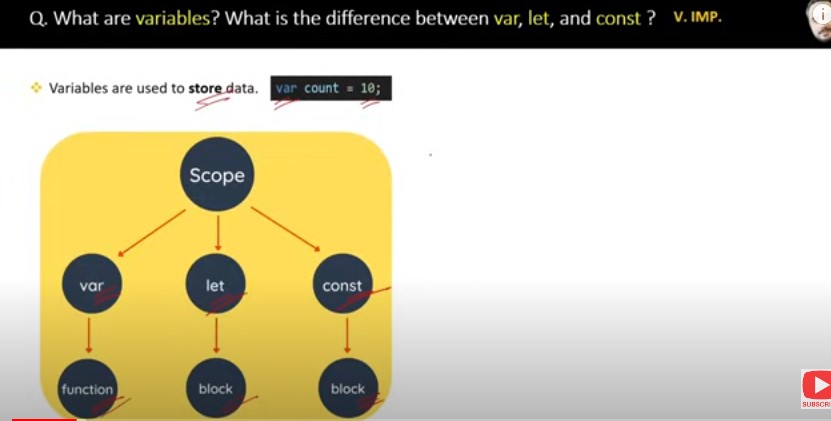 Q. What are variables? What is the difference between var, let, and const ? V. IMP.
Variables are used to store data. var count = 10;
Scope
var let const
function block block